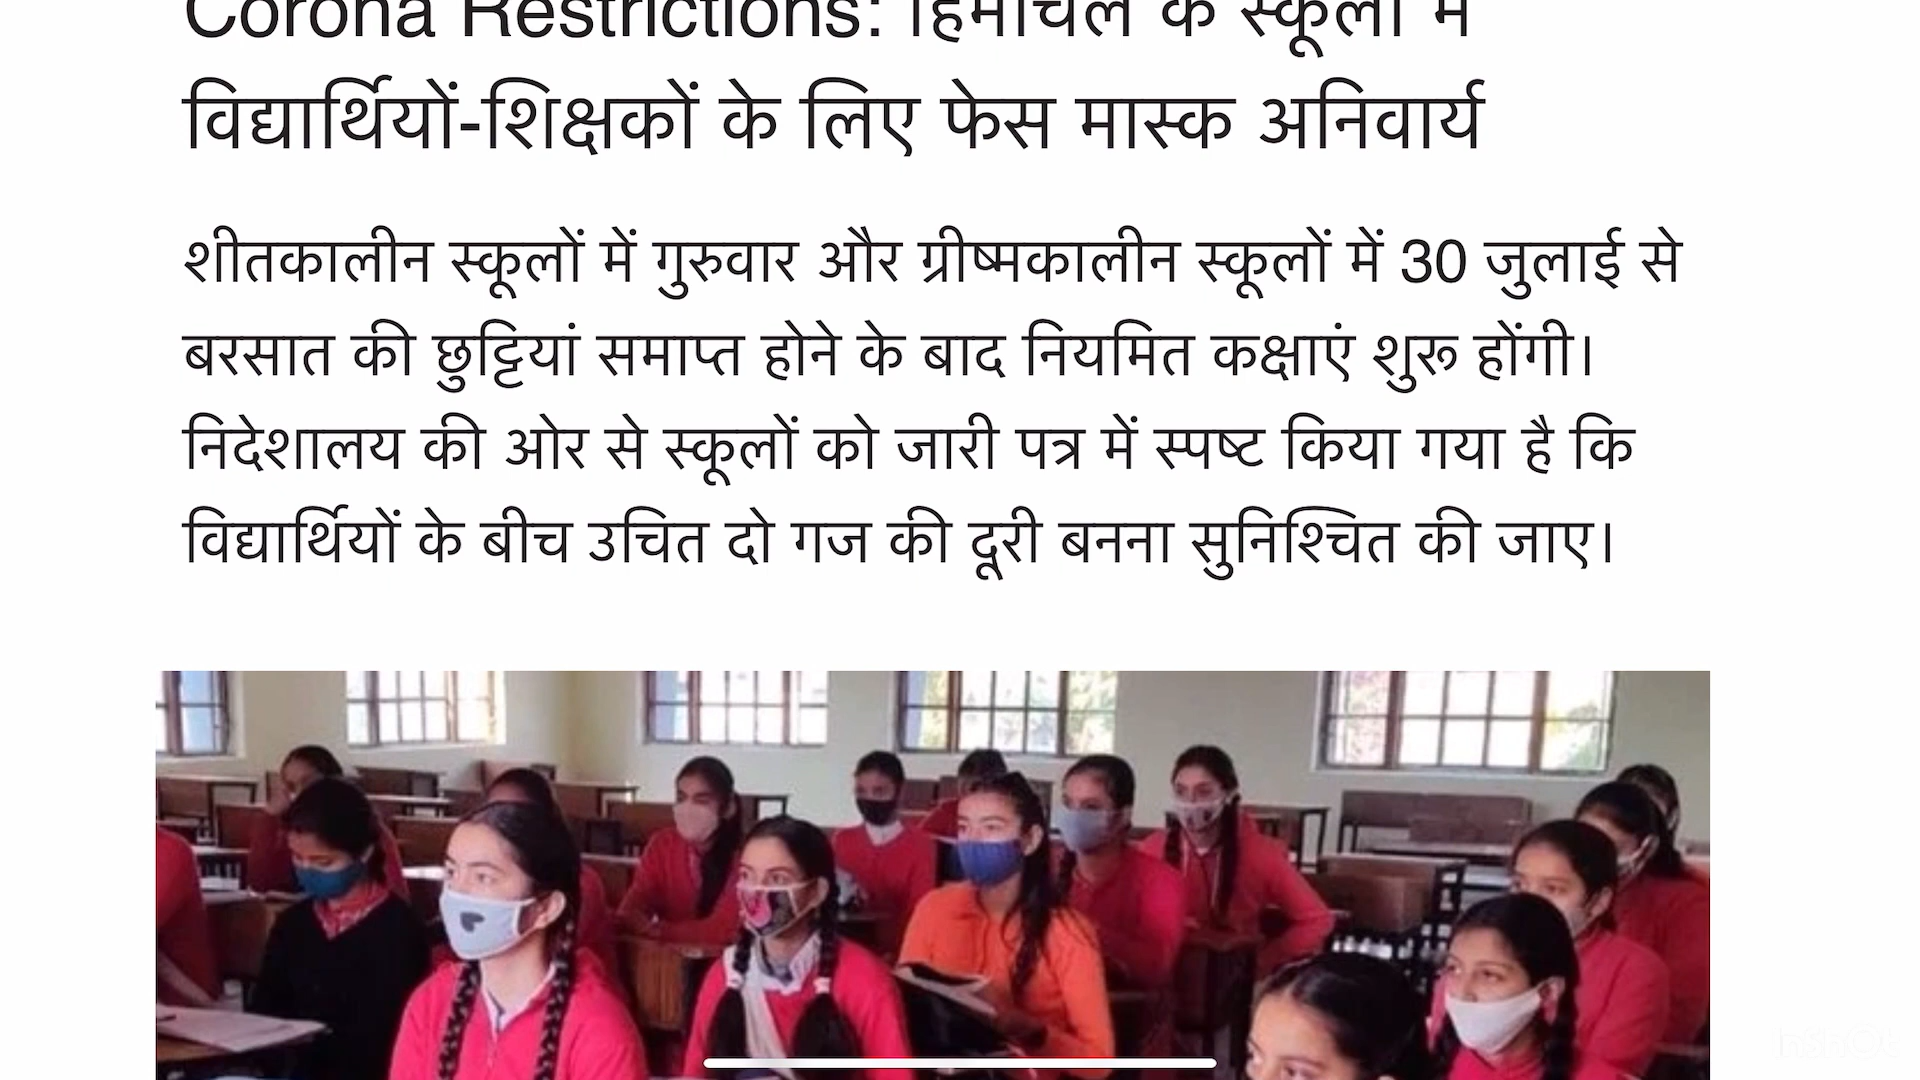 Corona Restrictions: हिमाचल के स्कूलों में
विद्यार्थियों-शिक्षकों के लिए फेस मास्क अनिवार्य
शीतकालीन स्कूलों में गुरुवार और ग्रीष्मकालीन स्कूलों में 30 जुलाई से
बरसात की छुट्टियां समाप्त होने के बाद नियमित कक्षाएं शुरू होंगी।
निदेशालय की ओर से स्कूलों को जारी पत्र में स्पष्ट किया गया है कि
विद्यार्थियों के बीच उचित दो गज की दूरी बनना सुनिश्चित की जाए।